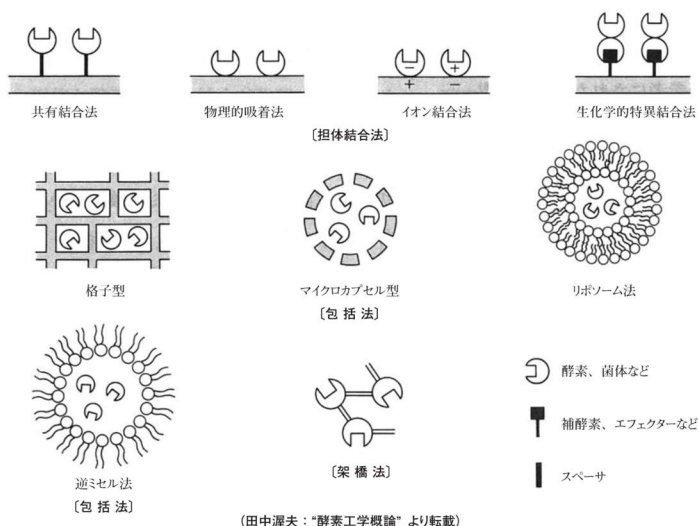 共有結合法
物理的吸着法
イオン結合法
生化学的特異結合法
− +
+ −
〔担体結合法〕
格子型
マイクロカプセル型
リポソーム法
〔包括法〕
逆ミセル法
〔包括法〕
〔架橋法〕
酵素、菌体など
補酵素、エフェクターなど
スペーサ
(田中渥夫：“酵素工学概論” より転載)